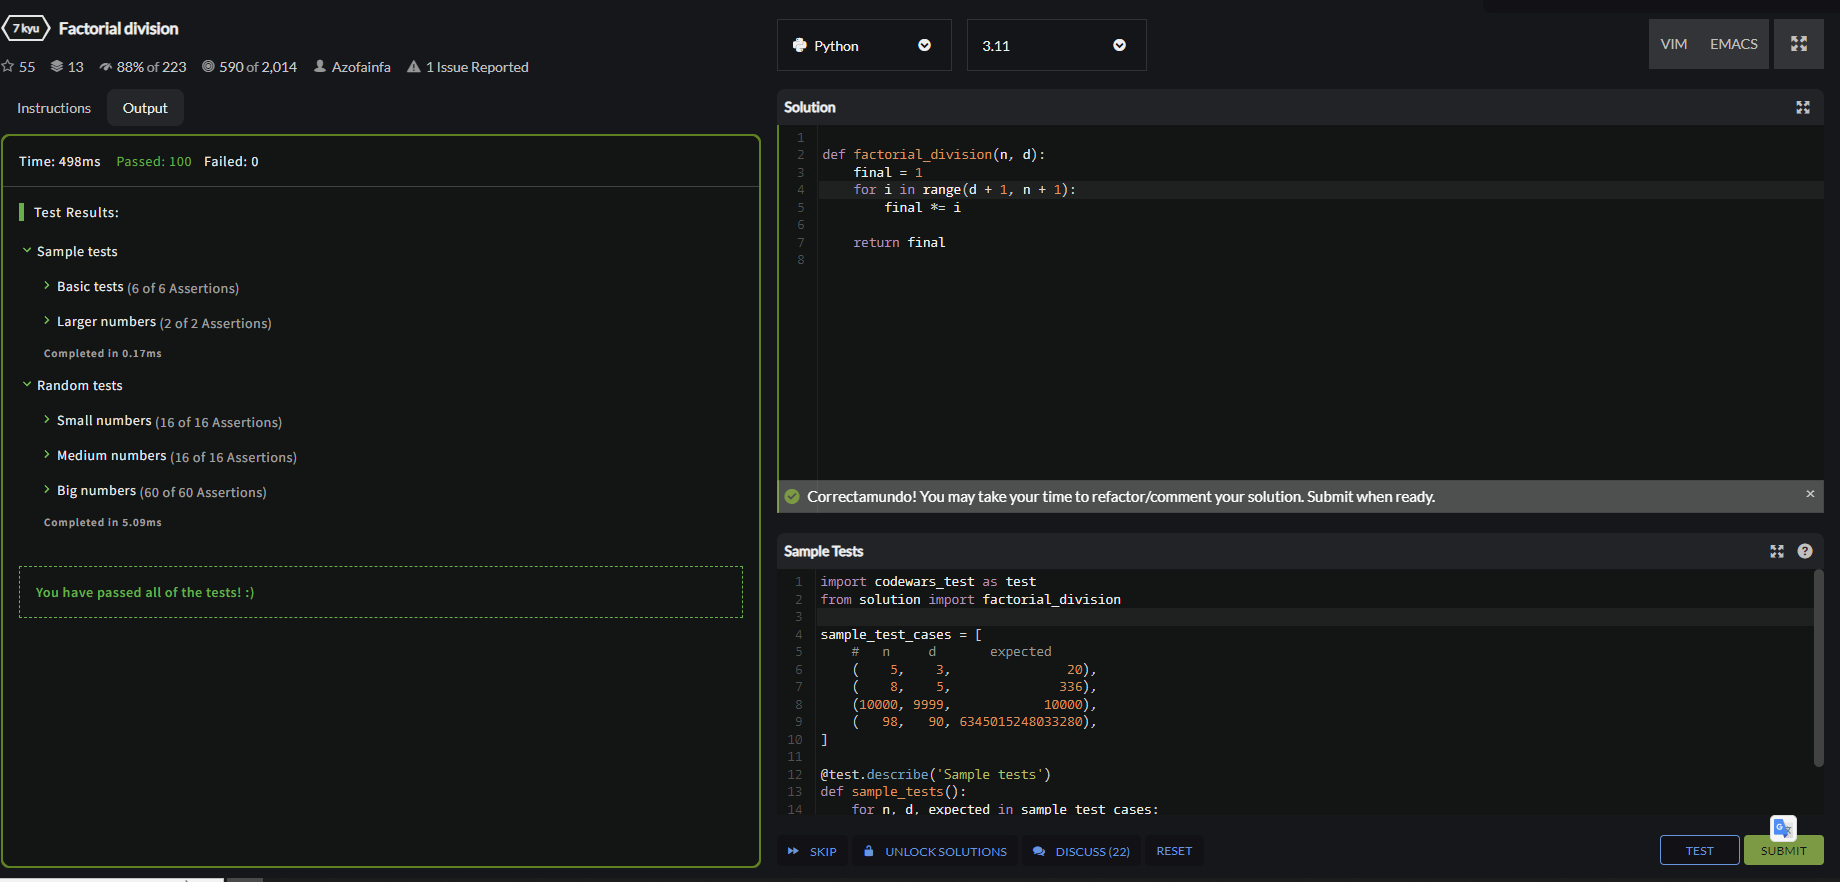 7 kyu Factorial division
55 13 88% of 223 590 of 2,014 Azofainfa 1 Issue Reported
Instructions Output
Time: 498ms Passed: 100 Failed: 0
Test Results:
Sample tests
Basic tests (6 of 6 Assertions)
Larger numbers (2 of 2 Assertions)
Completed in 0.17ms
Random tests
Small numbers (16 of 16 Assertions)
Medium numbers (16 of 16 Assertions)
Big numbers (60 of 60 Assertions)
Completed in 5.09ms
You have passed all of the tests! :)
Python 3.11 VIM EMACS
Solution
1
2 def factorial_division(n, d):
3     final = 1
4     for i in range(d + 1, n + 1):
5         final *= i
6
7     return final
8
Correctamundo! You may take your time to refactor/comment your solution. Submit when ready. ×
Sample Tests ?
1 import codewars_test as test
2 from solution import factorial_division
3
4 sample_test_cases = [
5     #   n     d       expected
6     (    5,    3,               20),
7     (    8,    5,              336),
8     (10000, 9999,            10000),
9     (   98,   90, 6345015248033280),
10 ]
11
12 @test.describe('Sample tests')
13 def sample_tests():
14     for n, d, expected in sample_test_cases:
SKIP UNLOCK SOLUTIONS DISCUSS (22) RESET TEST SUBMIT